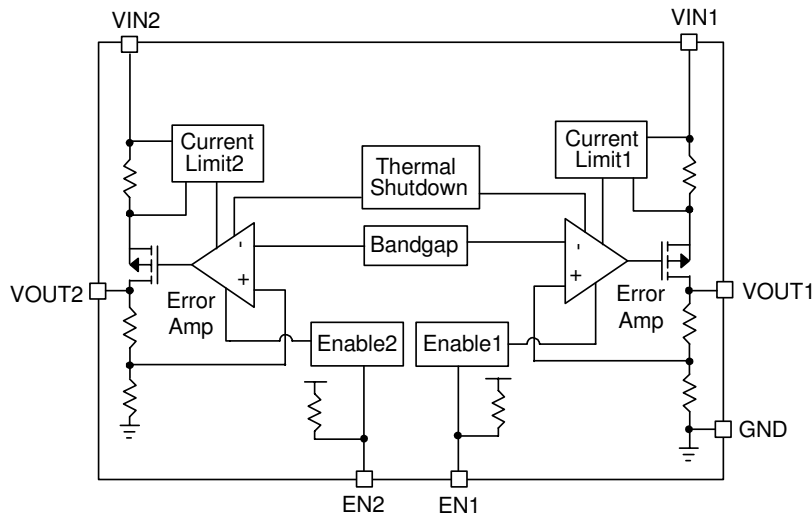 VIN2
VIN1
Current
Limit2
Thermal
Shutdown
Current
Limit1
-
Bandgap
-
+
+
VOUT2
Error
Amp
Error
Amp
VOUT1
Enable2
Enable1
GND
EN2
EN1